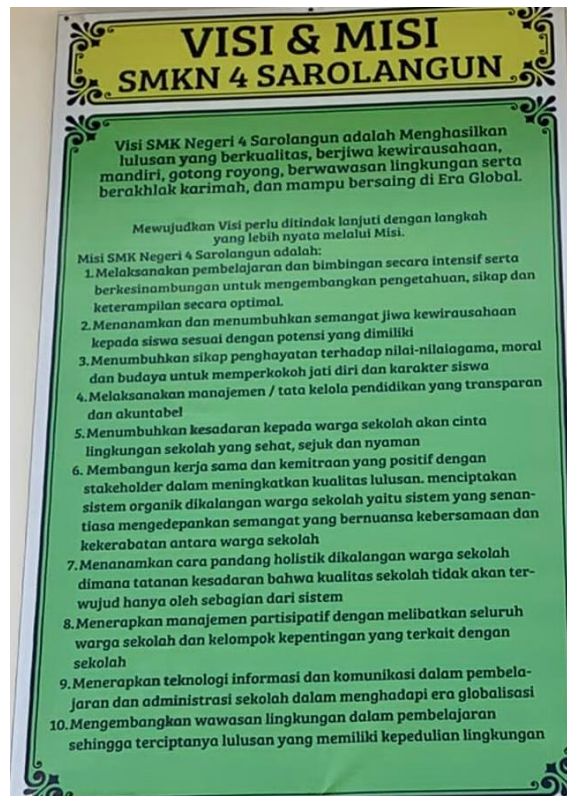 VISI & MISI
SMKN 4 SAROLANGUN
Visi SMK Negeri 4 Sarolangun adalah Menghasilkan
lulusan yang berkualitas, berjiwa kewirausahaan,
mandiri, gotong royong, berwawasan lingkungan serta
berakhlak karimah, dan mampu bersaing di Era Global.
Mewujudkan Visi perlu ditindak lanjuti dengan langkah
yang lebih nyata melalui Misi.
Misi SMK Negeri 4 Sarolangun adalah:
1. Melaksanakan pembelajaran dan bimbingan secara intensif serta
berkesinambungan untuk mengembangkan pengetahuan, sikap dan
keterampilan secara optimal.
2. Menanamkan dan menumbuhkan semangat jiwa kewirausahaan
kepada siswa sesuai dengan potensi yang dimiliki
3. Menumbuhkan sikap penghayatan terhadap nilai-nilaiagama, moral
dan budaya untuk memperkokoh jati diri dan karakter siswa
4. Melaksanakan manajemen / tata kelola pendidikan yang transparan
dan akuntabel
5. Menumbuhkan kesadaran kepada warga sekolah akan cinta
lingkungan sekolah yang sehat, sejuk dan nyaman
6. Membangun kerja sama dan kemitraan yang positif dengan
stakeholder dalam meningkatkan kualitas lulusan. menciptakan
sistem organik dikalangan warga sekolah yaitu sistem yang senan-
tiasa mengedepankan semangat yang bernuansa kebersamaan dan
kekerabatan antara warga sekolah
7. Menanamkan cara pandang holistik dikalangan warga sekolah
dimana tatanan kesadaran bahwa kualitas sekolah tidak akan ter-
wujud hanya oleh sebagian dari sistem
8. Menerapkan manajemen partisipatif dengan melibatkan seluruh
warga sekolah dan kelompok kepentingan yang terkait dengan
sekolah
9. Menerapkan teknologi informasi dan komunikasi dalam pembela-
jaran dan administrasi sekolah dalam menghadapi era globalisasi
10. Mengembangkan wawasan lingkungan dalam pembelajaran
sehingga terciptanya lulusan yang memiliki kepedulian lingkungan